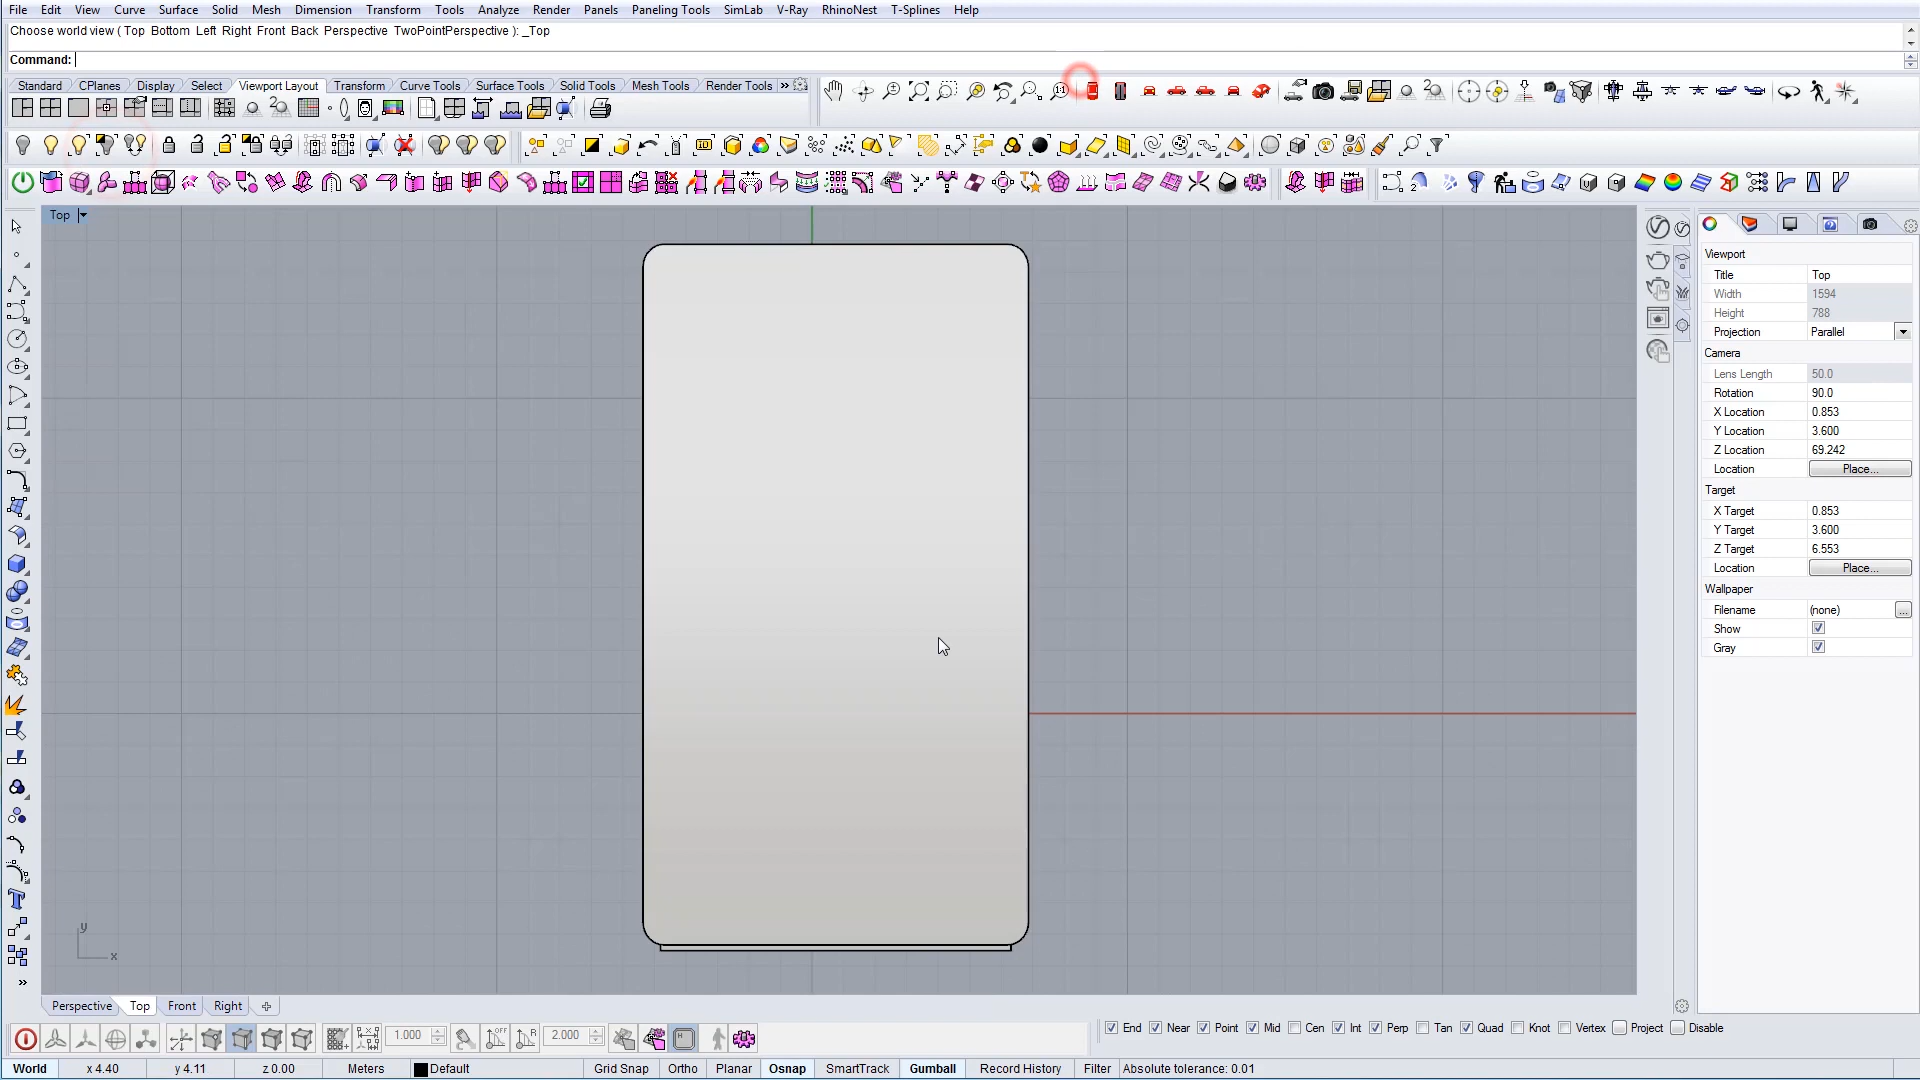 File Edit View Curve Surface Solid Mesh Dimension Transform Tools Analyze Render Panels Paneling Tools SimLab V-Ray RhinoNest T-Splines Help
Choose world view ( Top Bottom Left Right Front Back Perspective TwoPointPerspective ): _Top
Command:
Standard CPlanes Display Select Viewport Layout Transform Curve Tools Surface Tools Solid Tools Mesh Tools Render Tools »
Top
Viewport
Title Top
Width 1594
Height 788
Projection Parallel
Camera
Lens Length 50.0
Rotation 90.0
X Location 0.853
Y Location 3.600
Z Location 69.242
Location Place...
Target
X Target 0.853
Y Target 3.600
Z Target 6.553
Location Place...
Wallpaper
Filename (none) ...
Show
Gray
y
x
»
Perspective Top Front Right
1.000 2.000 End Near Point Mid Cen Int Perp Tan Quad Knot Vertex Project Disable
World x 4.40 y 4.11 z 0.00 Meters Default Grid Snap Ortho Planar Osnap SmartTrack Gumball Record History Filter Absolute tolerance: 0.01